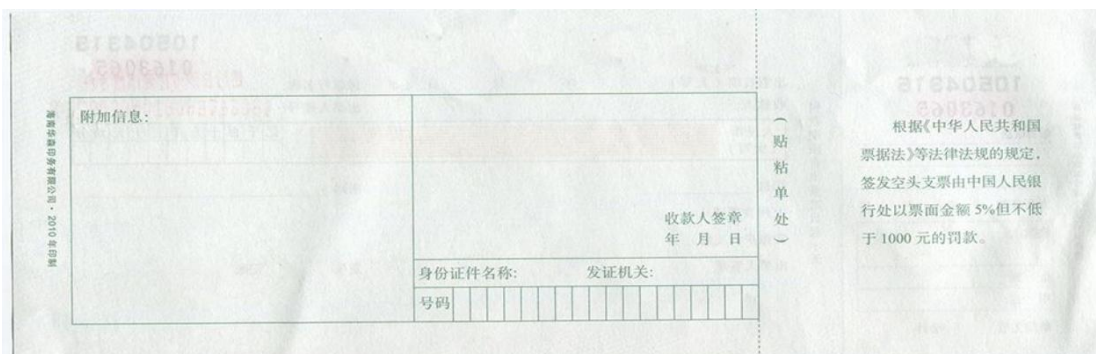 海南华森印务有限公司·2010年印制
附加信息:
收款人签章
年 月 日
身份证件名称: 发证机关:
号码
(贴粘单处)
根据《中华人民共和国
票据法》等法律法规的规定,
签发空头支票由中国人民银
行处以票面金额5%但不低
于1000元的罚款。